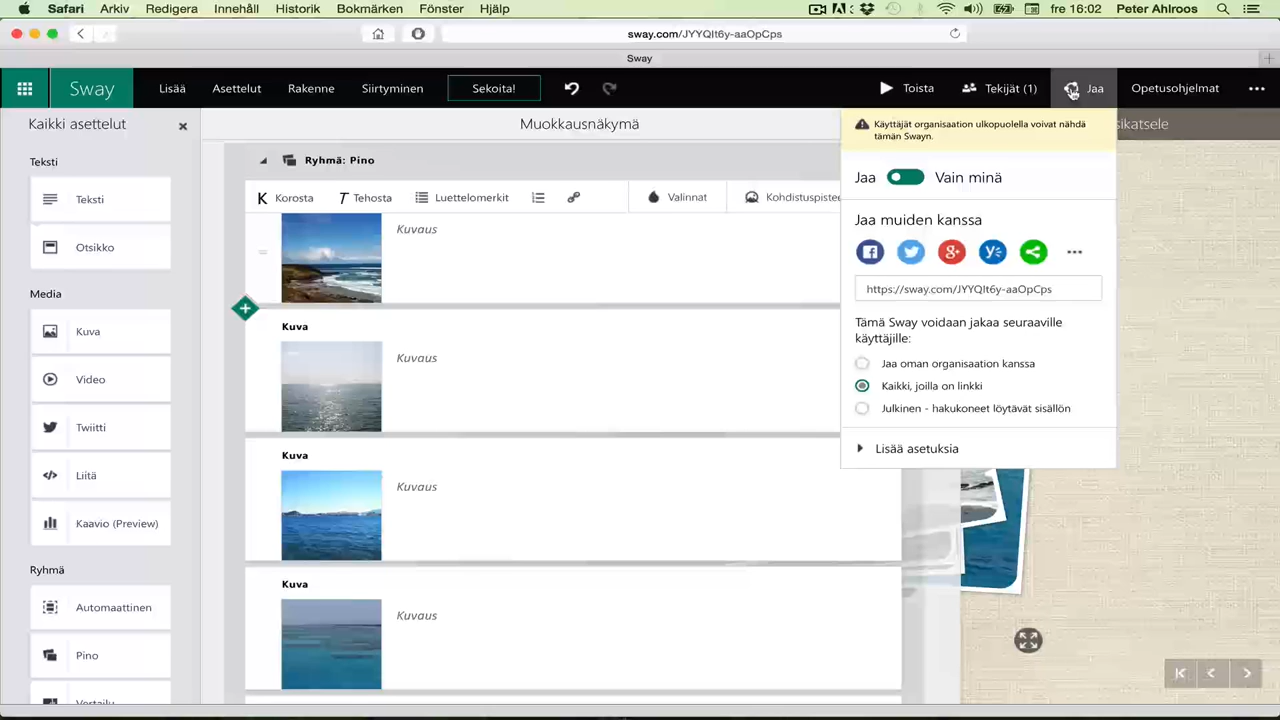 Safari Arkiv Redigera Innehåll Historik Bokmärken Fönster Hjälp fre 16:02 Peter Ahlroos
sway.com/JYYQIt6y-aaOpCps
Sway
Sway Lisää Asettelut Rakenne Siirtyminen Sekoita! Toista Tekijät (1) Jaa Opetusohjelmat
Kaikki asettelut
Teksti
Teksti
Otsikko
Media
Kuva
Video
Twiitti
Liitä
Kaavio (Preview)
Ryhmä
Automaattinen
Pino
Vertailu
Muokkausnäkymä
Ryhmä: Pino
K Korosta T Tehosta Luettelomerkit Valinnat
Kuvaus
Kuva
Kuvaus
Kuva
Kuvaus
Kuva
Kuvaus
Käyttäjät organisaation ulkopuolella voivat nähdä
tämän Swayn.
Jaa Vain minä
Jaa muiden kanssa
https://sway.com/JYYQIt6y-aaOpCps
Tämä Sway voidaan jakaa seuraaville
käyttäjille:
Jaa oman organisaation kanssa
Kaikki, joilla on linkki
Julkinen - hakukoneet löytävät sisällön
Lisää asetuksia